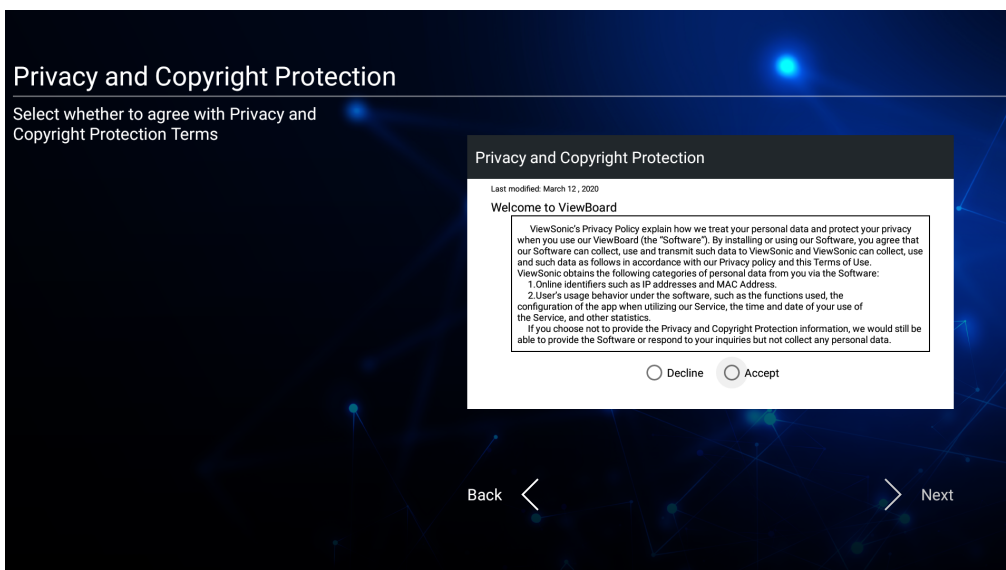 Privacy and Copyright Protection
Select whether to agree with Privacy and
Copyright Protection Terms
Privacy and Copyright Protection
Last modified: March 12 , 2020
Welcome to ViewBoard
ViewSonic's Privacy Policy explain how we treat your personal data and protect your privacy
when you use our ViewBoard (the “Software”). By installing or using our Software, you agree that
our Software can collect, use and transmit such data to ViewSonic and ViewSonic can collect, use
and such data as follows in accordance with our Privacy policy and this Terms of Use.
ViewSonic obtains the following categories of personal data from you via the Software:
1.Online identifiers such as IP addresses and MAC Address.
2.User's usage behavior under the software, such as the functions used, the
configuration of the app when utilizing our Service, the time and date of your use of
the Service, and other statistics.
If you choose not to provide the Privacy and Copyright Protection information, we would still be
able to provide the Software or respond to your inquiries but not collect any personal data.
Decline Accept
Back Next